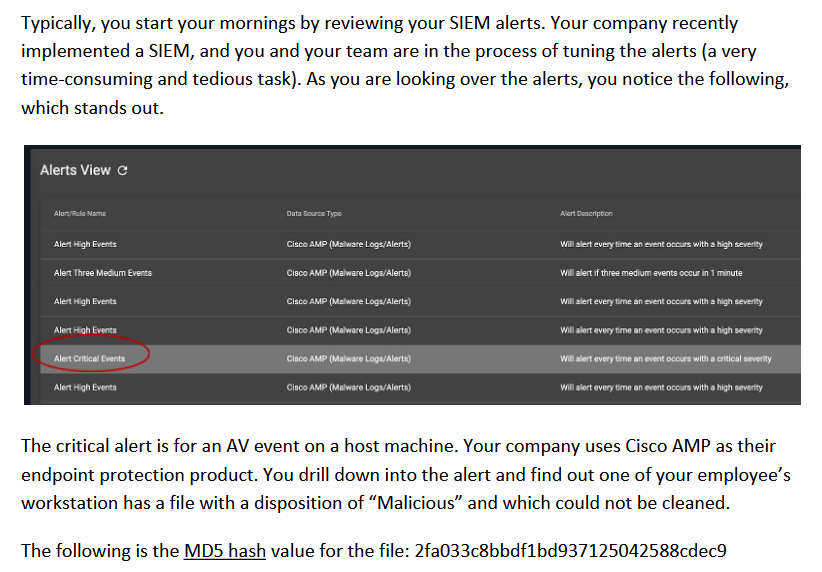 Typically, you start your mornings by reviewing your SIEM alerts. Your company recently
implemented a SIEM, and you and your team are in the process of tuning the alerts (a very
time-consuming and tedious task). As you are looking over the alerts, you notice the following,
which stands out.
Alerts View
Alert/Rule Name Data Source Type Alert Description
Alert High Events Cisco AMP (Malware Logs/Alerts) Will alert every time an event occurs with a high severity
Alert Three Medium Events Cisco AMP (Malware Logs/Alerts) Will alert if three medium events occur in 1 minute
Alert High Events Cisco AMP (Malware Logs/Alerts) Will alert every time an event occurs with a high severity
Alert High Events Cisco AMP (Malware Logs/Alerts) Will alert every time an event occurs with a high severity
Alert Critical Events Cisco AMP (Malware Logs/Alerts) Will alert every time an event occurs with a critical severity
Alert High Events Cisco AMP (Malware Logs/Alerts) Will alert every time an event occurs with a high severity
The critical alert is for an AV event on a host machine. Your company uses Cisco AMP as their
endpoint protection product. You drill down into the alert and find out one of your employee’s
workstation has a file with a disposition of “Malicious” and which could not be cleaned.
The following is the MD5 hash value for the file: 2fa033c8bbdf1bd937125042588cdec9